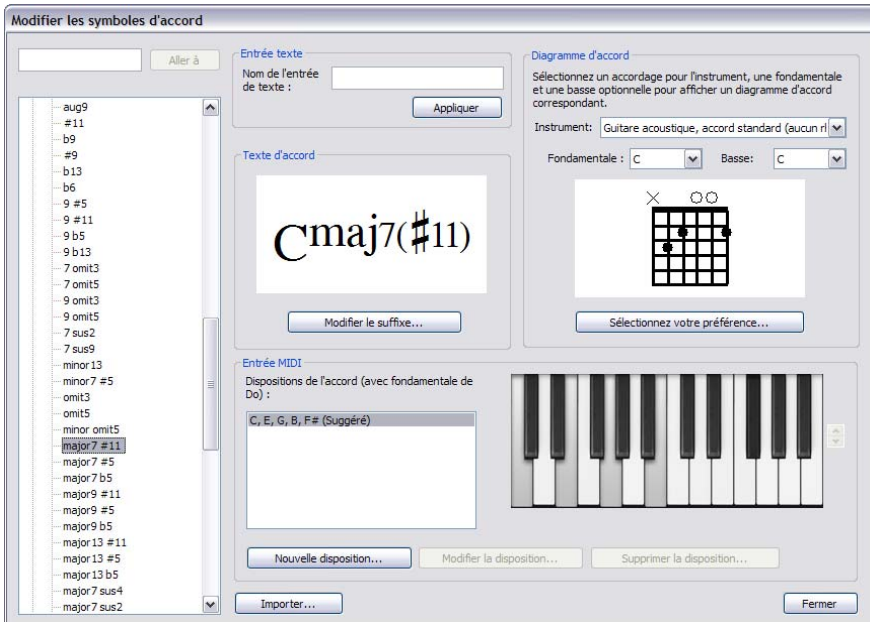 Modifier les symboles d'accord
Aller à
aug9
#11
b9
#9
b13
b6
9 #5
9 #11
9 b5
9 b13
7 omit3
7 omit5
9 omit3
9 omit5
7 sus2
7 sus9
minor13
minor7 #5
omit3
omit5
minor omit5
major7 #11
major7 #5
major7 b5
major9 #11
major9 #5
major9 b5
major13 #11
major13 #5
major13 b5
major7 sus4
major7 sus2
Entrée texte
Nom de l'entrée
de texte :
Appliquer
Texte d'accord
Cmaj7(♯11)
Modifier le suffixe...
Diagramme d'accord
Sélectionnez un accordage pour l'instrument, une fondamentale
et une basse optionnelle pour afficher un diagramme d'accord
correspondant.
Instrument: Guitare acoustique, accord standard (aucun
Fondamentale : C Basse: C
X OO
Sélectionnez votre préférence...
Entrée MIDI
Dispositions de l'accord (avec fondamentale de
Do) :
C, E, G, B, F# (Suggéré)
Nouvelle disposition... Modifier la disposition... Supprimer la disposition...
Importer... Fermer